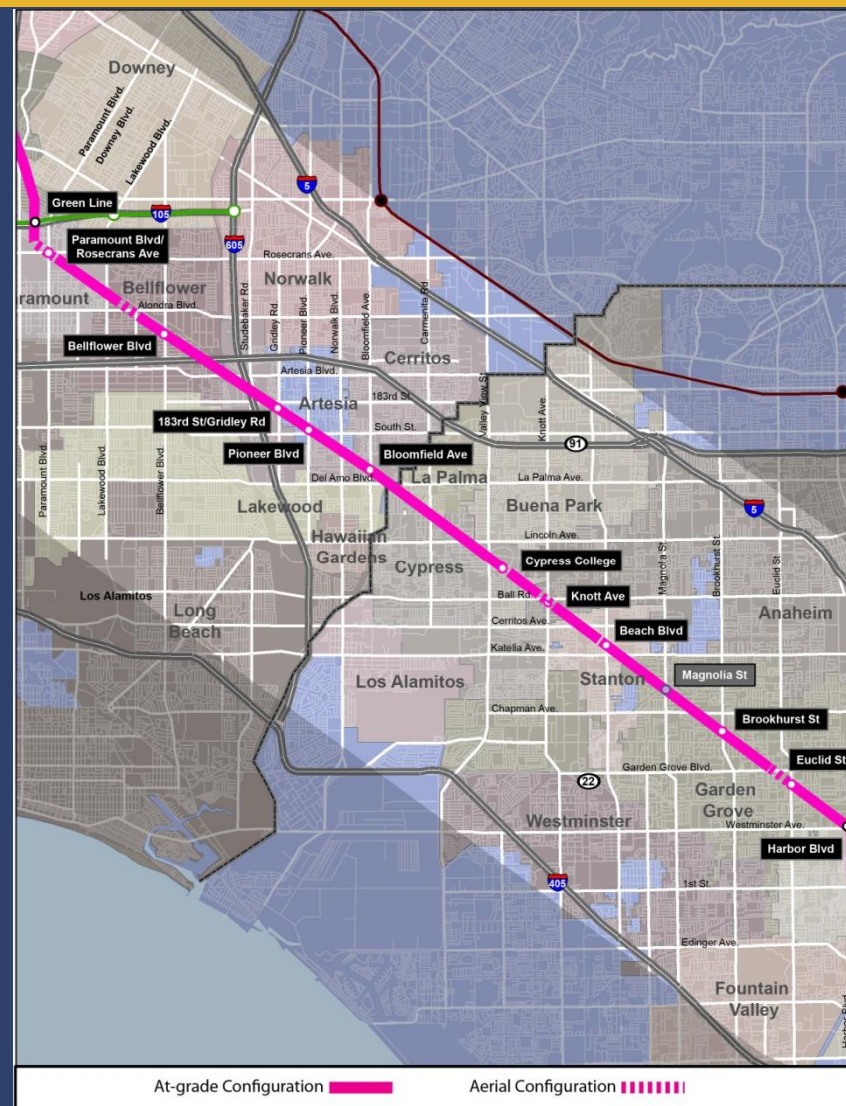 Downey
Paramount Blvd.
Downey Blvd.
Lakewood Blvd.
Green Line
105
5
605
Paramount Blvd/
Rosecrans Ave
Rosecrans Ave.
Norwalk
Bellflower
ramount
Alondra Blvd.
Studebaker Rd.
Gridley Rd.
Pioneer Blvd.
Norwalk Blvd.
Bloomfield Ave.
Carmenita Rd.
Bellflower Blvd
Cerritos
Artesia Blvd.
Valley View St.
Knott Ave.
183rd St.
Artesia
183rd St/Gridley Rd
South St.
91
Pioneer Blvd
Bloomfield Ave
Paramount Blvd.
Lakewood Blvd.
Bellflower Blvd.
Del Amo Blvd.
La Palma
La Palma Ave.
Lakewood
Buena Park
5
Hawaiian
Gardens
Lincoln Ave.
Magnolia St.
Brookhurst St.
Euclid St.
Cypress
Cypress College
Los Alamitos
Ball Rd.
Knott Ave
Long
Beach
Cerritos Ave.
Beach Blvd
Anaheim
Katella Ave.
Los Alamitos
Stanton
Magnolia St
Chapman Ave.
Brookhurst St
Garden Grove Blvd.
Euclid St
22
Garden
Grove
Westminster
Westminster Ave.
Harbor Blvd
405
1st St.
Edinger Ave.
Fountain
Valley
Harbor Blvd.
At-grade Configuration
Aerial Configuration